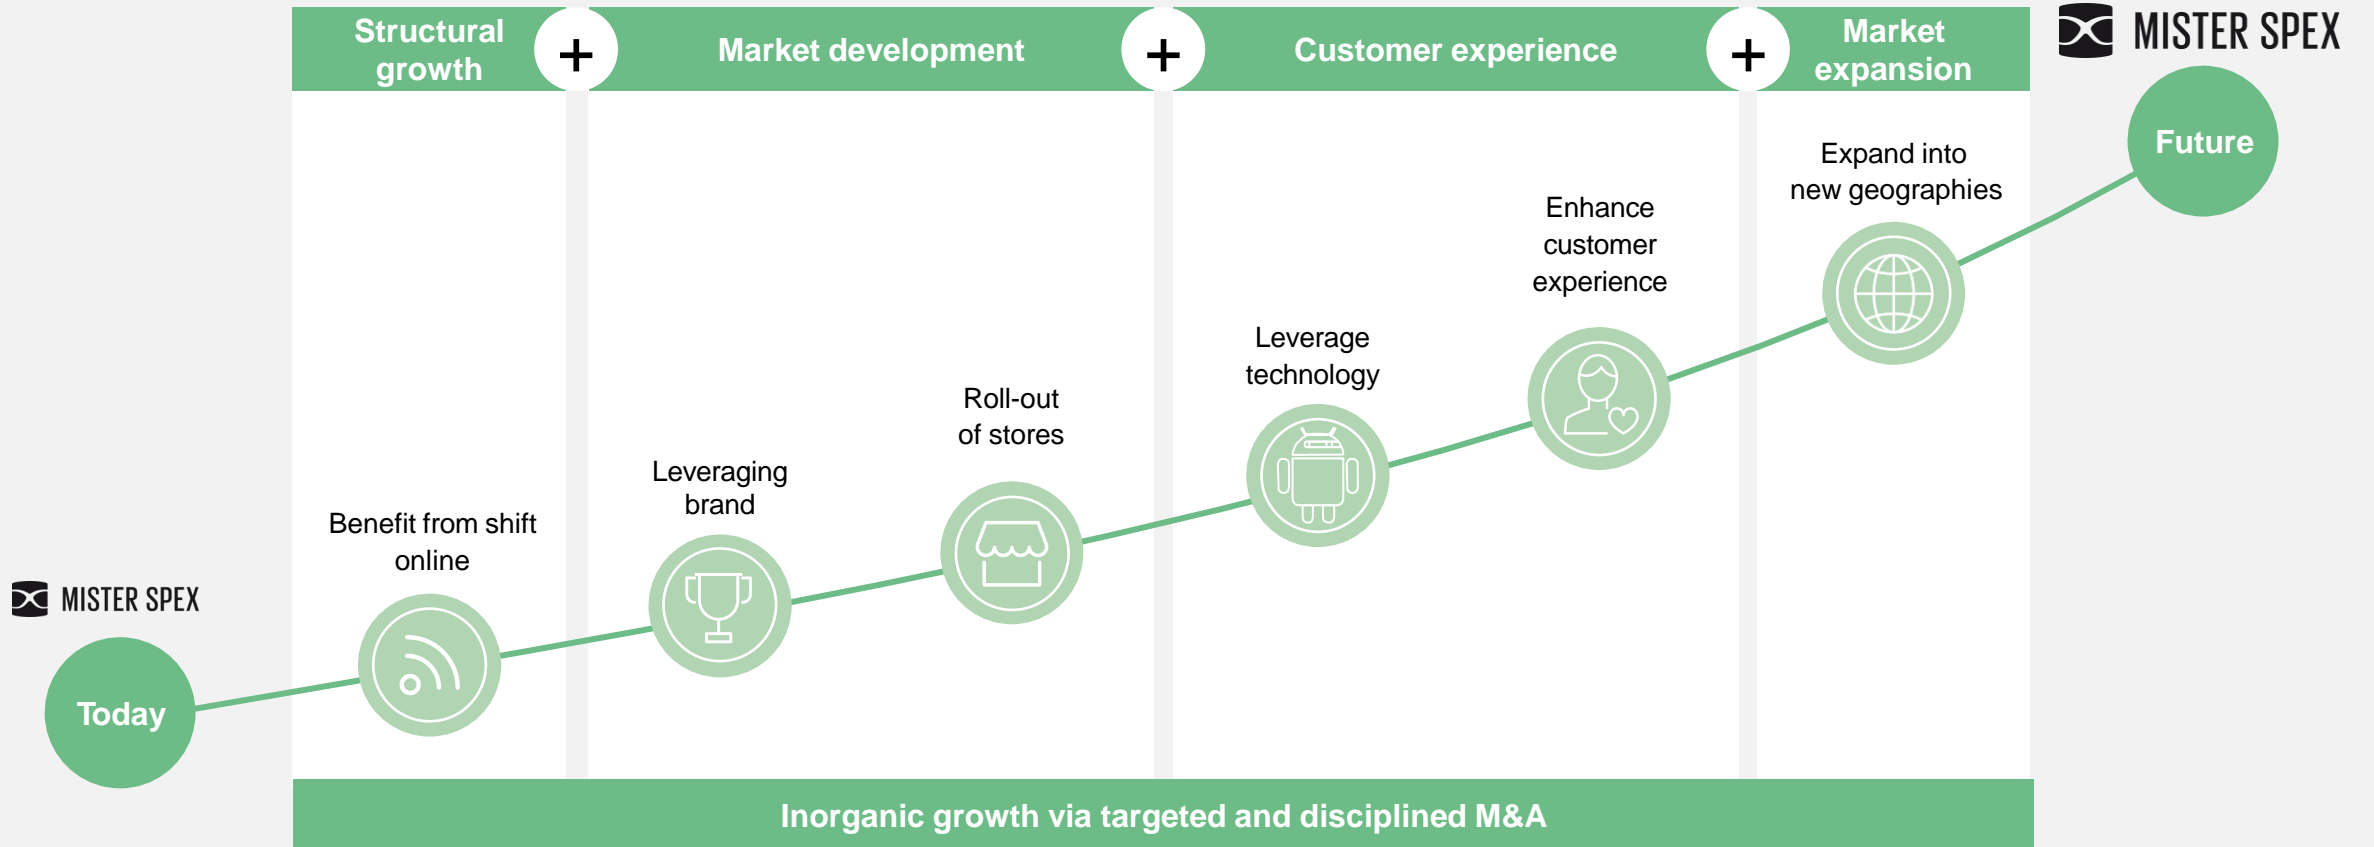 Structural
growth
+
Market development
+
Customer experience
+
Market
expansion
MISTER SPEX
Future
Expand into
new geographies
Enhance
customer
experience
Leverage
technology
Roll-out
of stores
Leveraging
brand
Benefit from shift
online
MISTER SPEX
Today
Inorganic growth via targeted and disciplined M&A